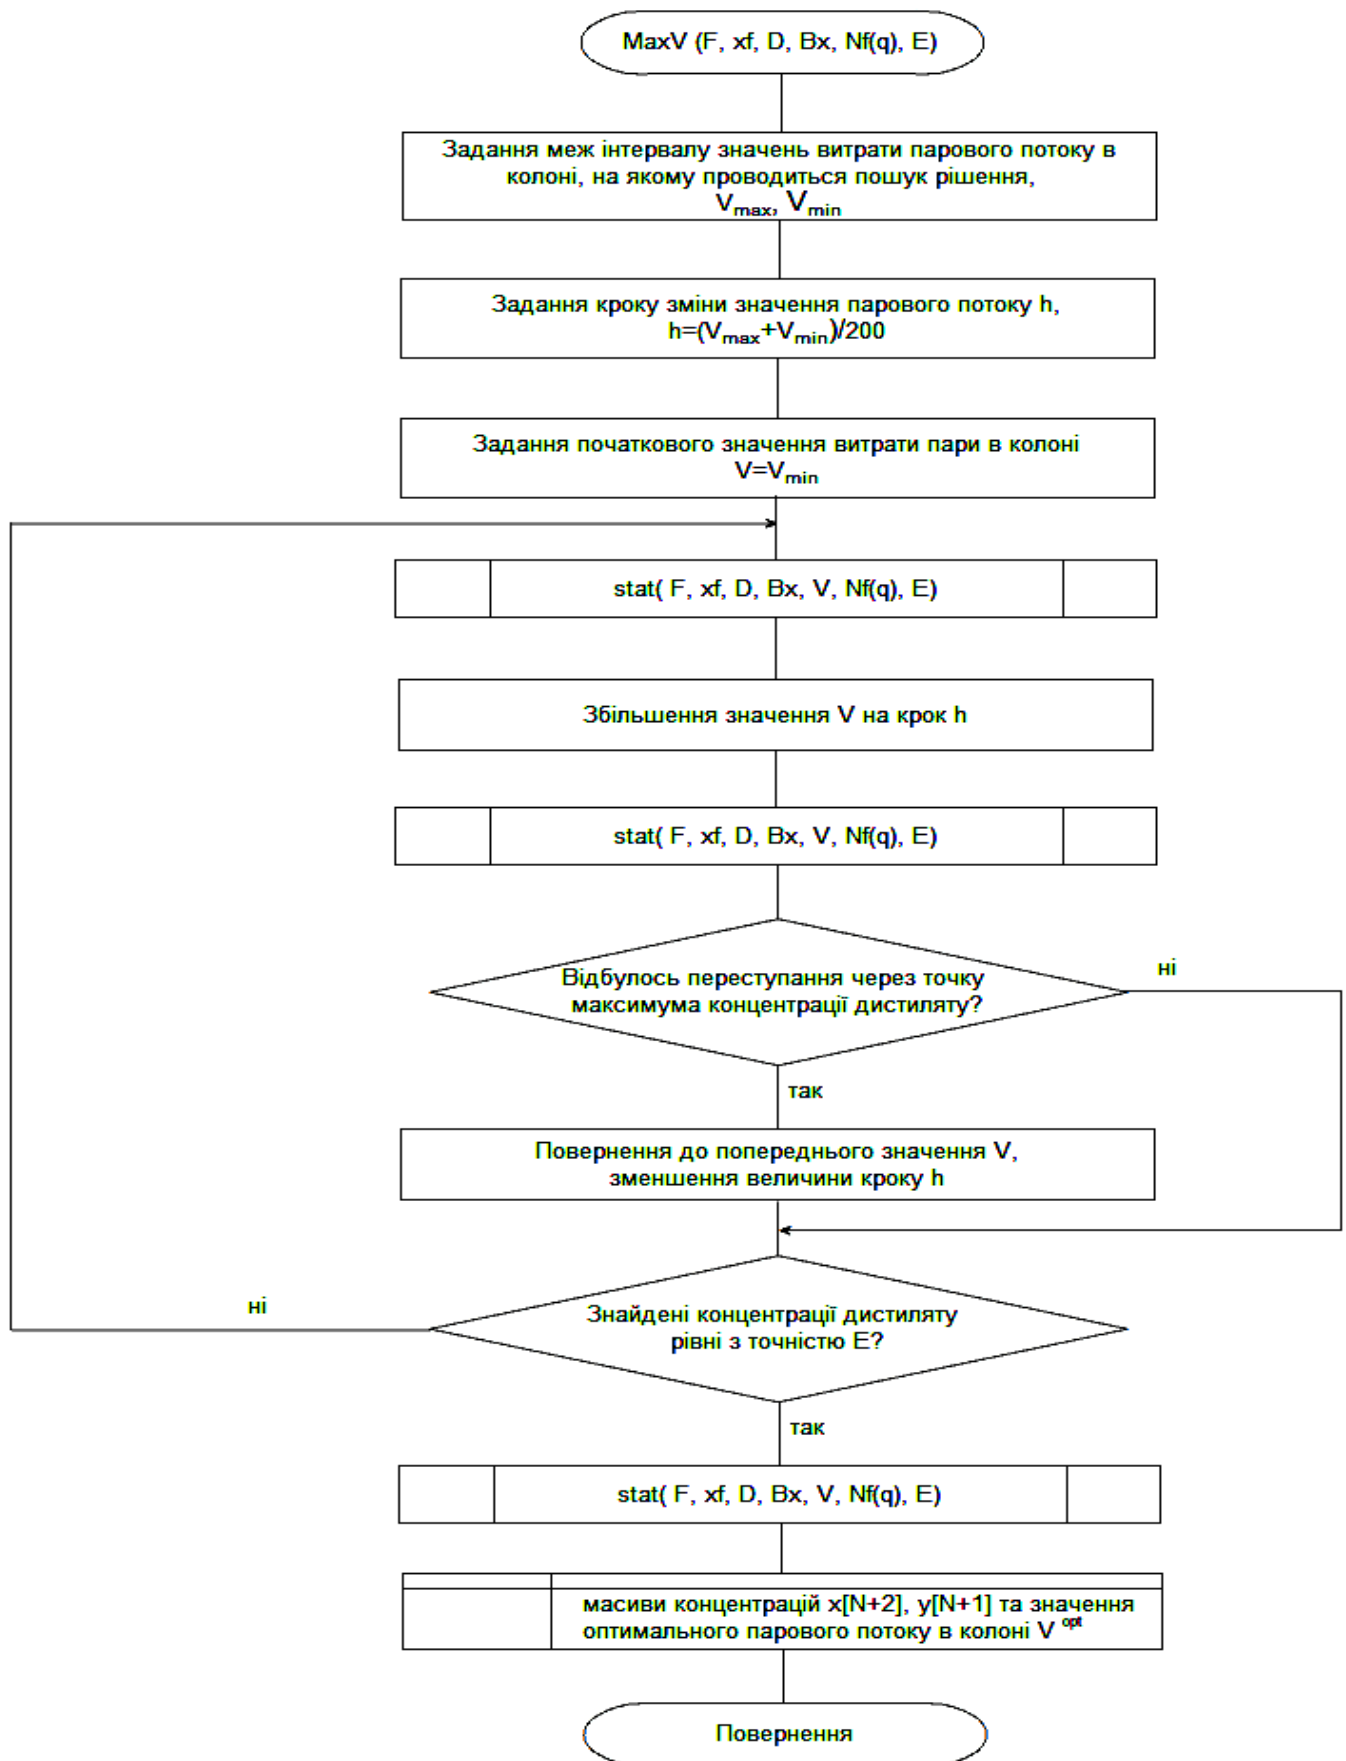 MaxV (F, xf, D, Bx, Nf(q), E)
Задання меж інтервалу значень витрати парового потоку в
колоні, на якому проводиться пошук рішення,
Vmax, Vmin
Задання кроку зміни значення парового потоку h,
h=(Vmax+Vmin)/200
Задання початкового значення витрати пари в колоні
V=Vmin
stat( F, xf, D, Bx, V, Nf(q), E)
Збільшення значення V на крок h
stat( F, xf, D, Bx, V, Nf(q), E)
Відбулось переступання через точку
максимума концентрації дистиляту?
ні
так
Повернення до попереднього значення V,
зменшення величини кроку h
Знайдені концентрації дистиляту
рівні з точністю E?
ні
так
stat( F, xf, D, Bx, V, Nf(q), E)
масиви концентрацій x[N+2], y[N+1] та значення
оптимального парового потоку в колоні V opt
Повернення